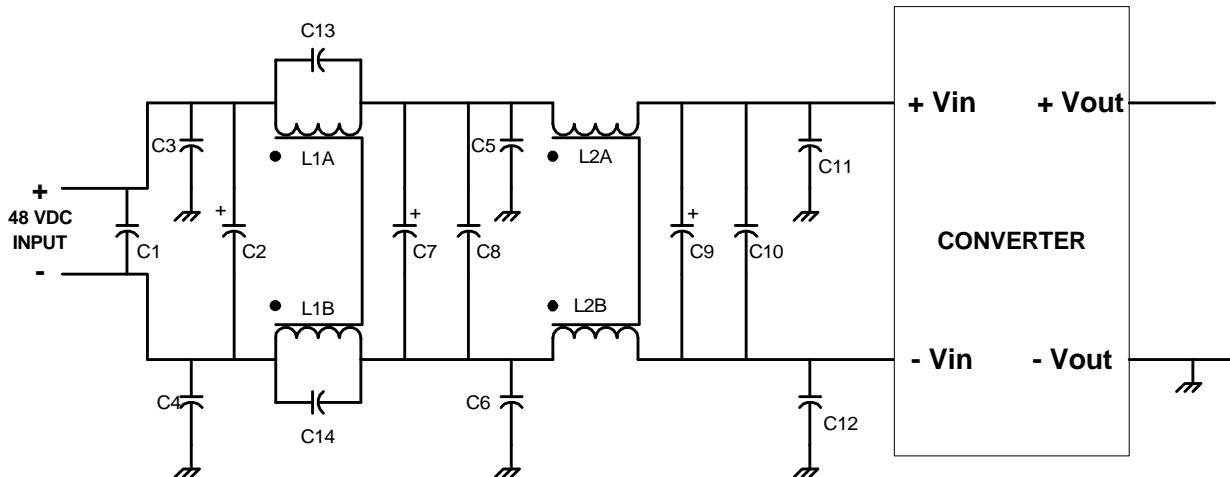 C13
+ Vin
+ Vout
C3
L1A
C5
L2A
C11
+
48 VDC
INPUT
-
C1
+
C2
+
C7
C8
+
C9
C10
CONVERTER
L1B
L2B
- Vin
- Vout
C4
C14
C6
C12